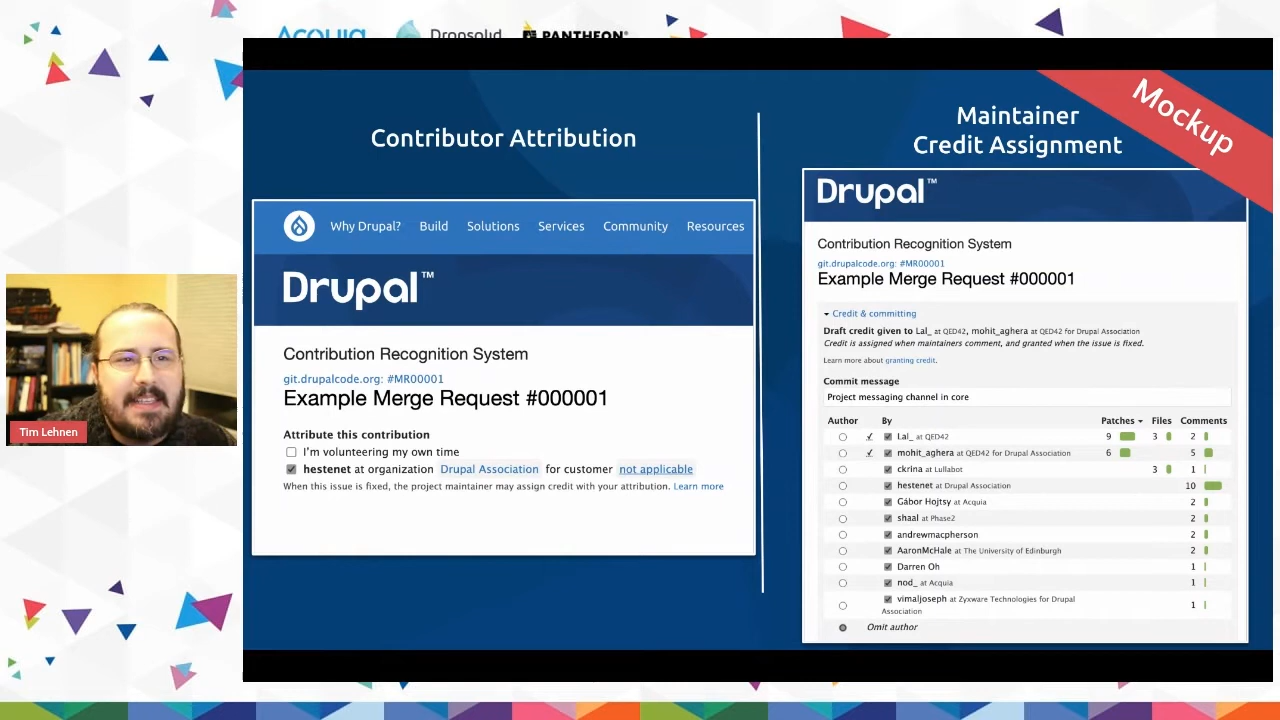 ACQUIA Dropsolid PANTHEON®
Mockup
Contributor Attribution
Why Drupal? Build Solutions Services Community Resources
Drupal™
Contribution Recognition System
git.drupalcode.org: #MR00001
Example Merge Request #000001
Attribute this contribution
I'm volunteering my own time
hestenet at organization Drupal Association for customer not applicable
When this issue is fixed, the project maintainer may assign credit with your attribution. Learn more
Maintainer
Credit Assignment
Drupal™
Contribution Recognition System
git.drupalcode.org: #MR00001
Example Merge Request #000001
Credit & committing
Draft credit given to Lal_ at QED42, mohit_aghera at QED42 for Drupal Association
Credit is assigned when maintainers comment, and granted when the issue is fixed.
Learn more about granting credit.
Commit message
Project messaging channel in core
Author By Patches Files Comments
Lal_ at QED42 9 3 2
mohit_aghera at QED42 for Drupal Association 6 5
ckrina at Lullabot 3 1
hestenet at Drupal Association 10
Gábor Hojtsy at Acquia 2
shaal at Phase2 2
andrewmacpherson 2
AaronMcHale at The University of Edinburgh 2
Darren Oh 1
nod_ at Acquia 1
vimaljoseph at Zyxware Technologies for Drupal
Association 1
Omit author
Tim Lehnen